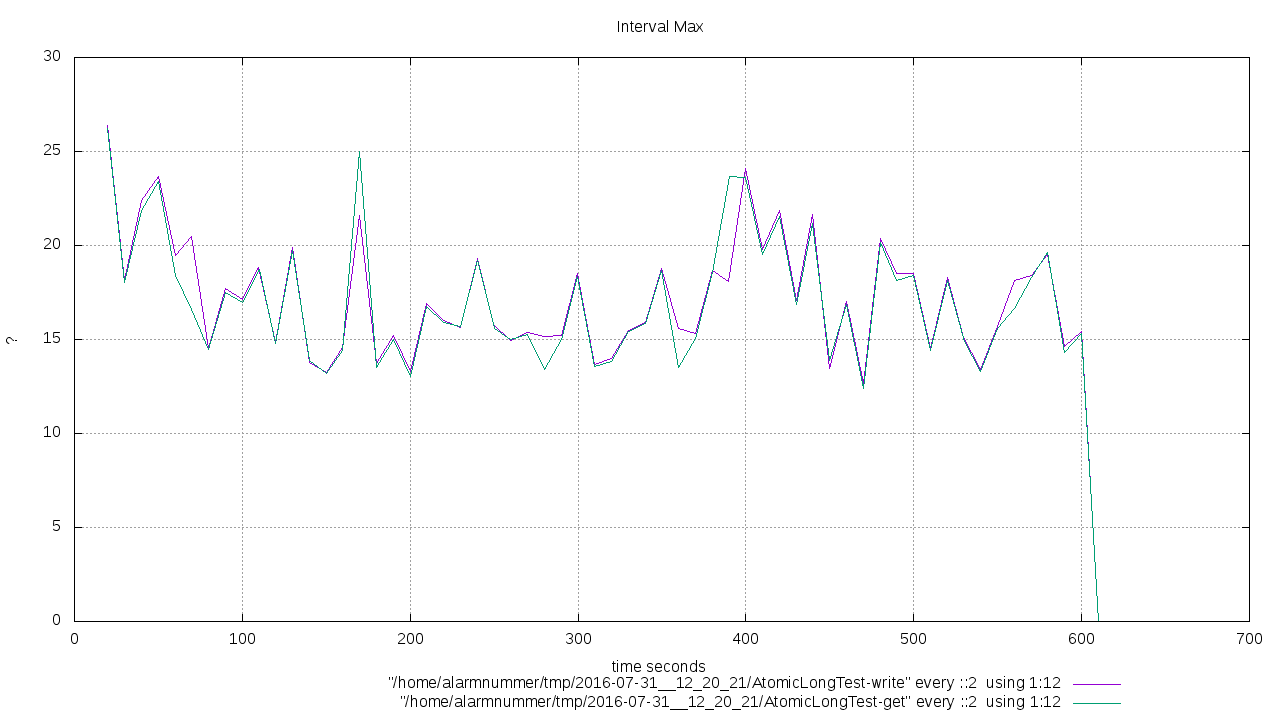 Interval Max
30
25
20
15
10
5
0
?
0 100 200 300 400 500 600 700
time seconds
"/home/alarmnummer/tmp/2016-07-31__12_20_21/AtomicLongTest-write" every ::2  using 1:12
"/home/alarmnummer/tmp/2016-07-31__12_20_21/AtomicLongTest-get" every ::2  using 1:12